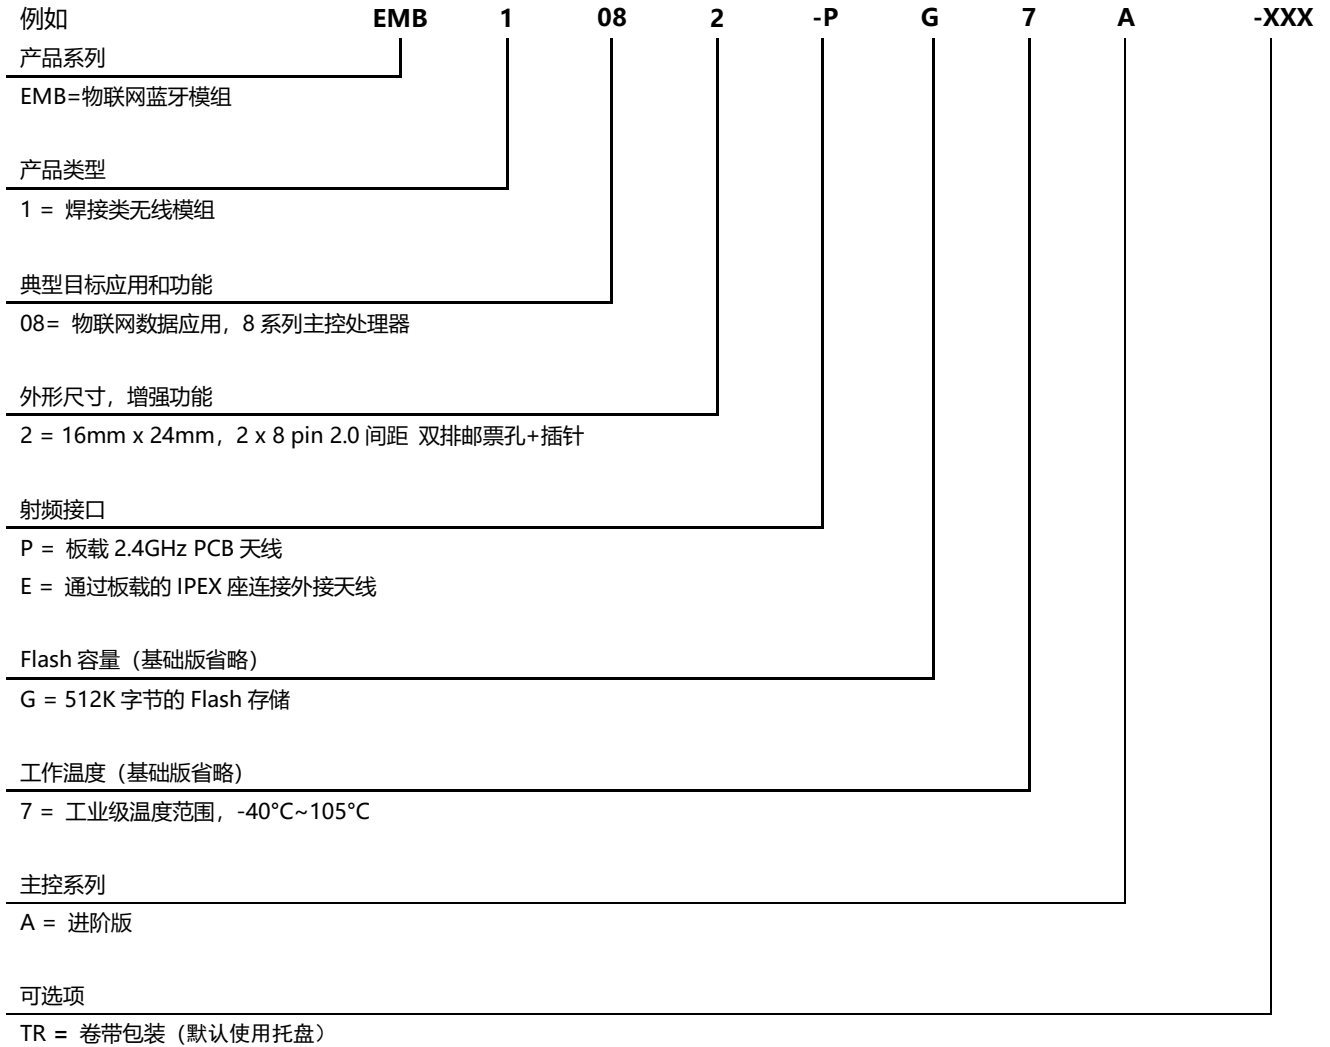 例如 EMB 1 08 2 -P G 7 A -XXX
产品系列
EMB=物联网蓝牙模组
产品类型
1 = 焊接类无线模组
典型目标应用和功能
08= 物联网数据应用，8 系列主控处理器
外形尺寸，增强功能
2 = 16mm x 24mm，2 x 8 pin 2.0 间距 双排邮票孔+插针
射频接口
P = 板载 2.4GHz PCB 天线
E = 通过板载的 IPEX 座连接外接天线
Flash 容量（基础版省略）
G = 512K 字节的 Flash 存储
工作温度（基础版省略）
7 = 工业级温度范围，-40°C~105°C
主控系列
A = 进阶版
可选项
TR = 卷带包装（默认使用托盘）